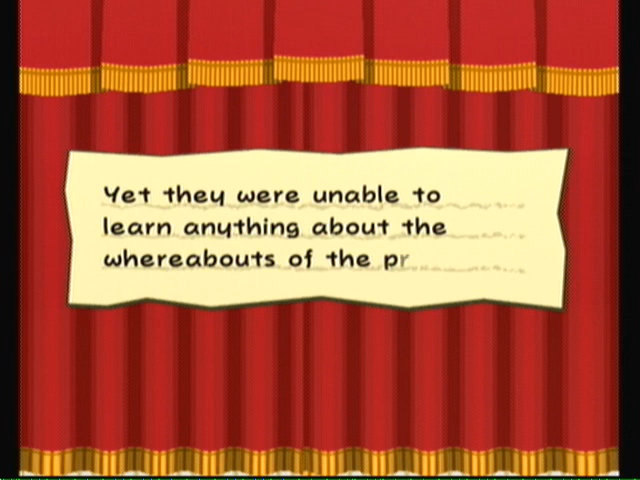 Yet they were unable to
learn anything about the
whereabouts of the pr